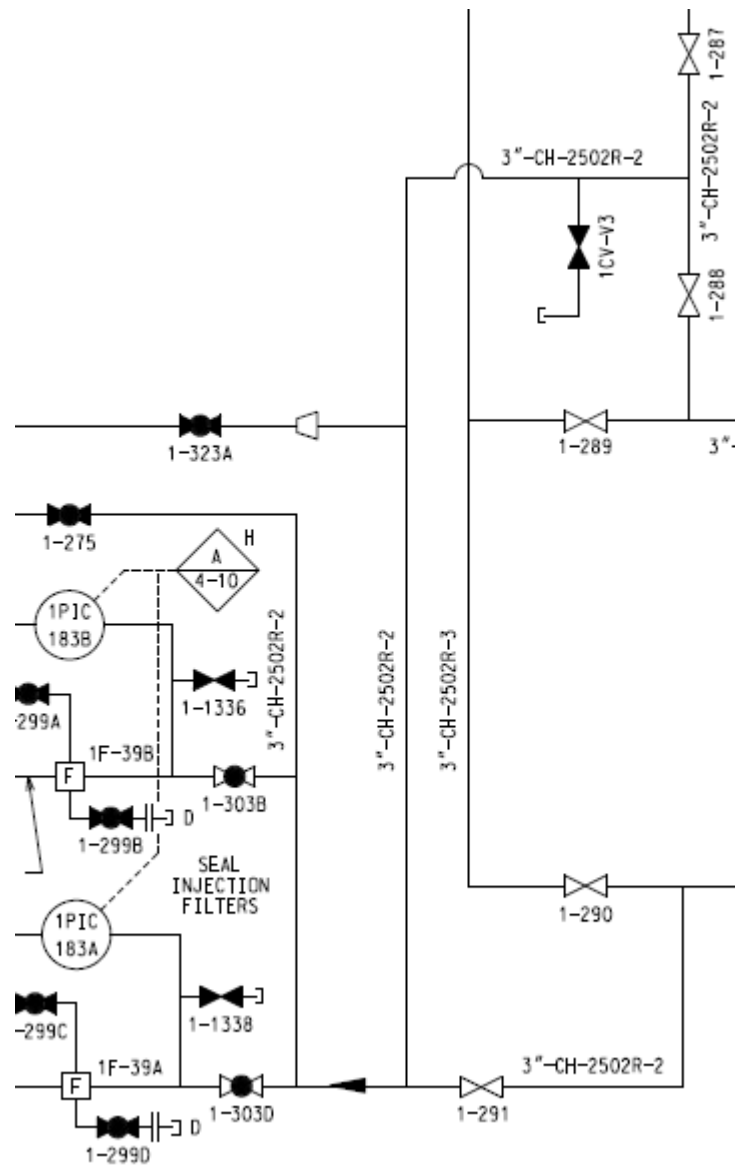 1-287
3"-CH-2502R-2
3"-CH-2502R-2
1CV-V3
1-288
1-323A
1-289
3"-
1-275
A
H
4-10
1PIC
183B
3"-CH-2502R-2
3"-CH-2502R-2
3"-CH-2502R-3
-299A
1-1336
1F-39B
F
1-303B
D
1-299B
SEAL
INJECTION
FILTERS
1-290
1PIC
183A
-299C
1-1338
1F-39A
3"-CH-2502R-2
F
1-303D
1-291
D
1-299D